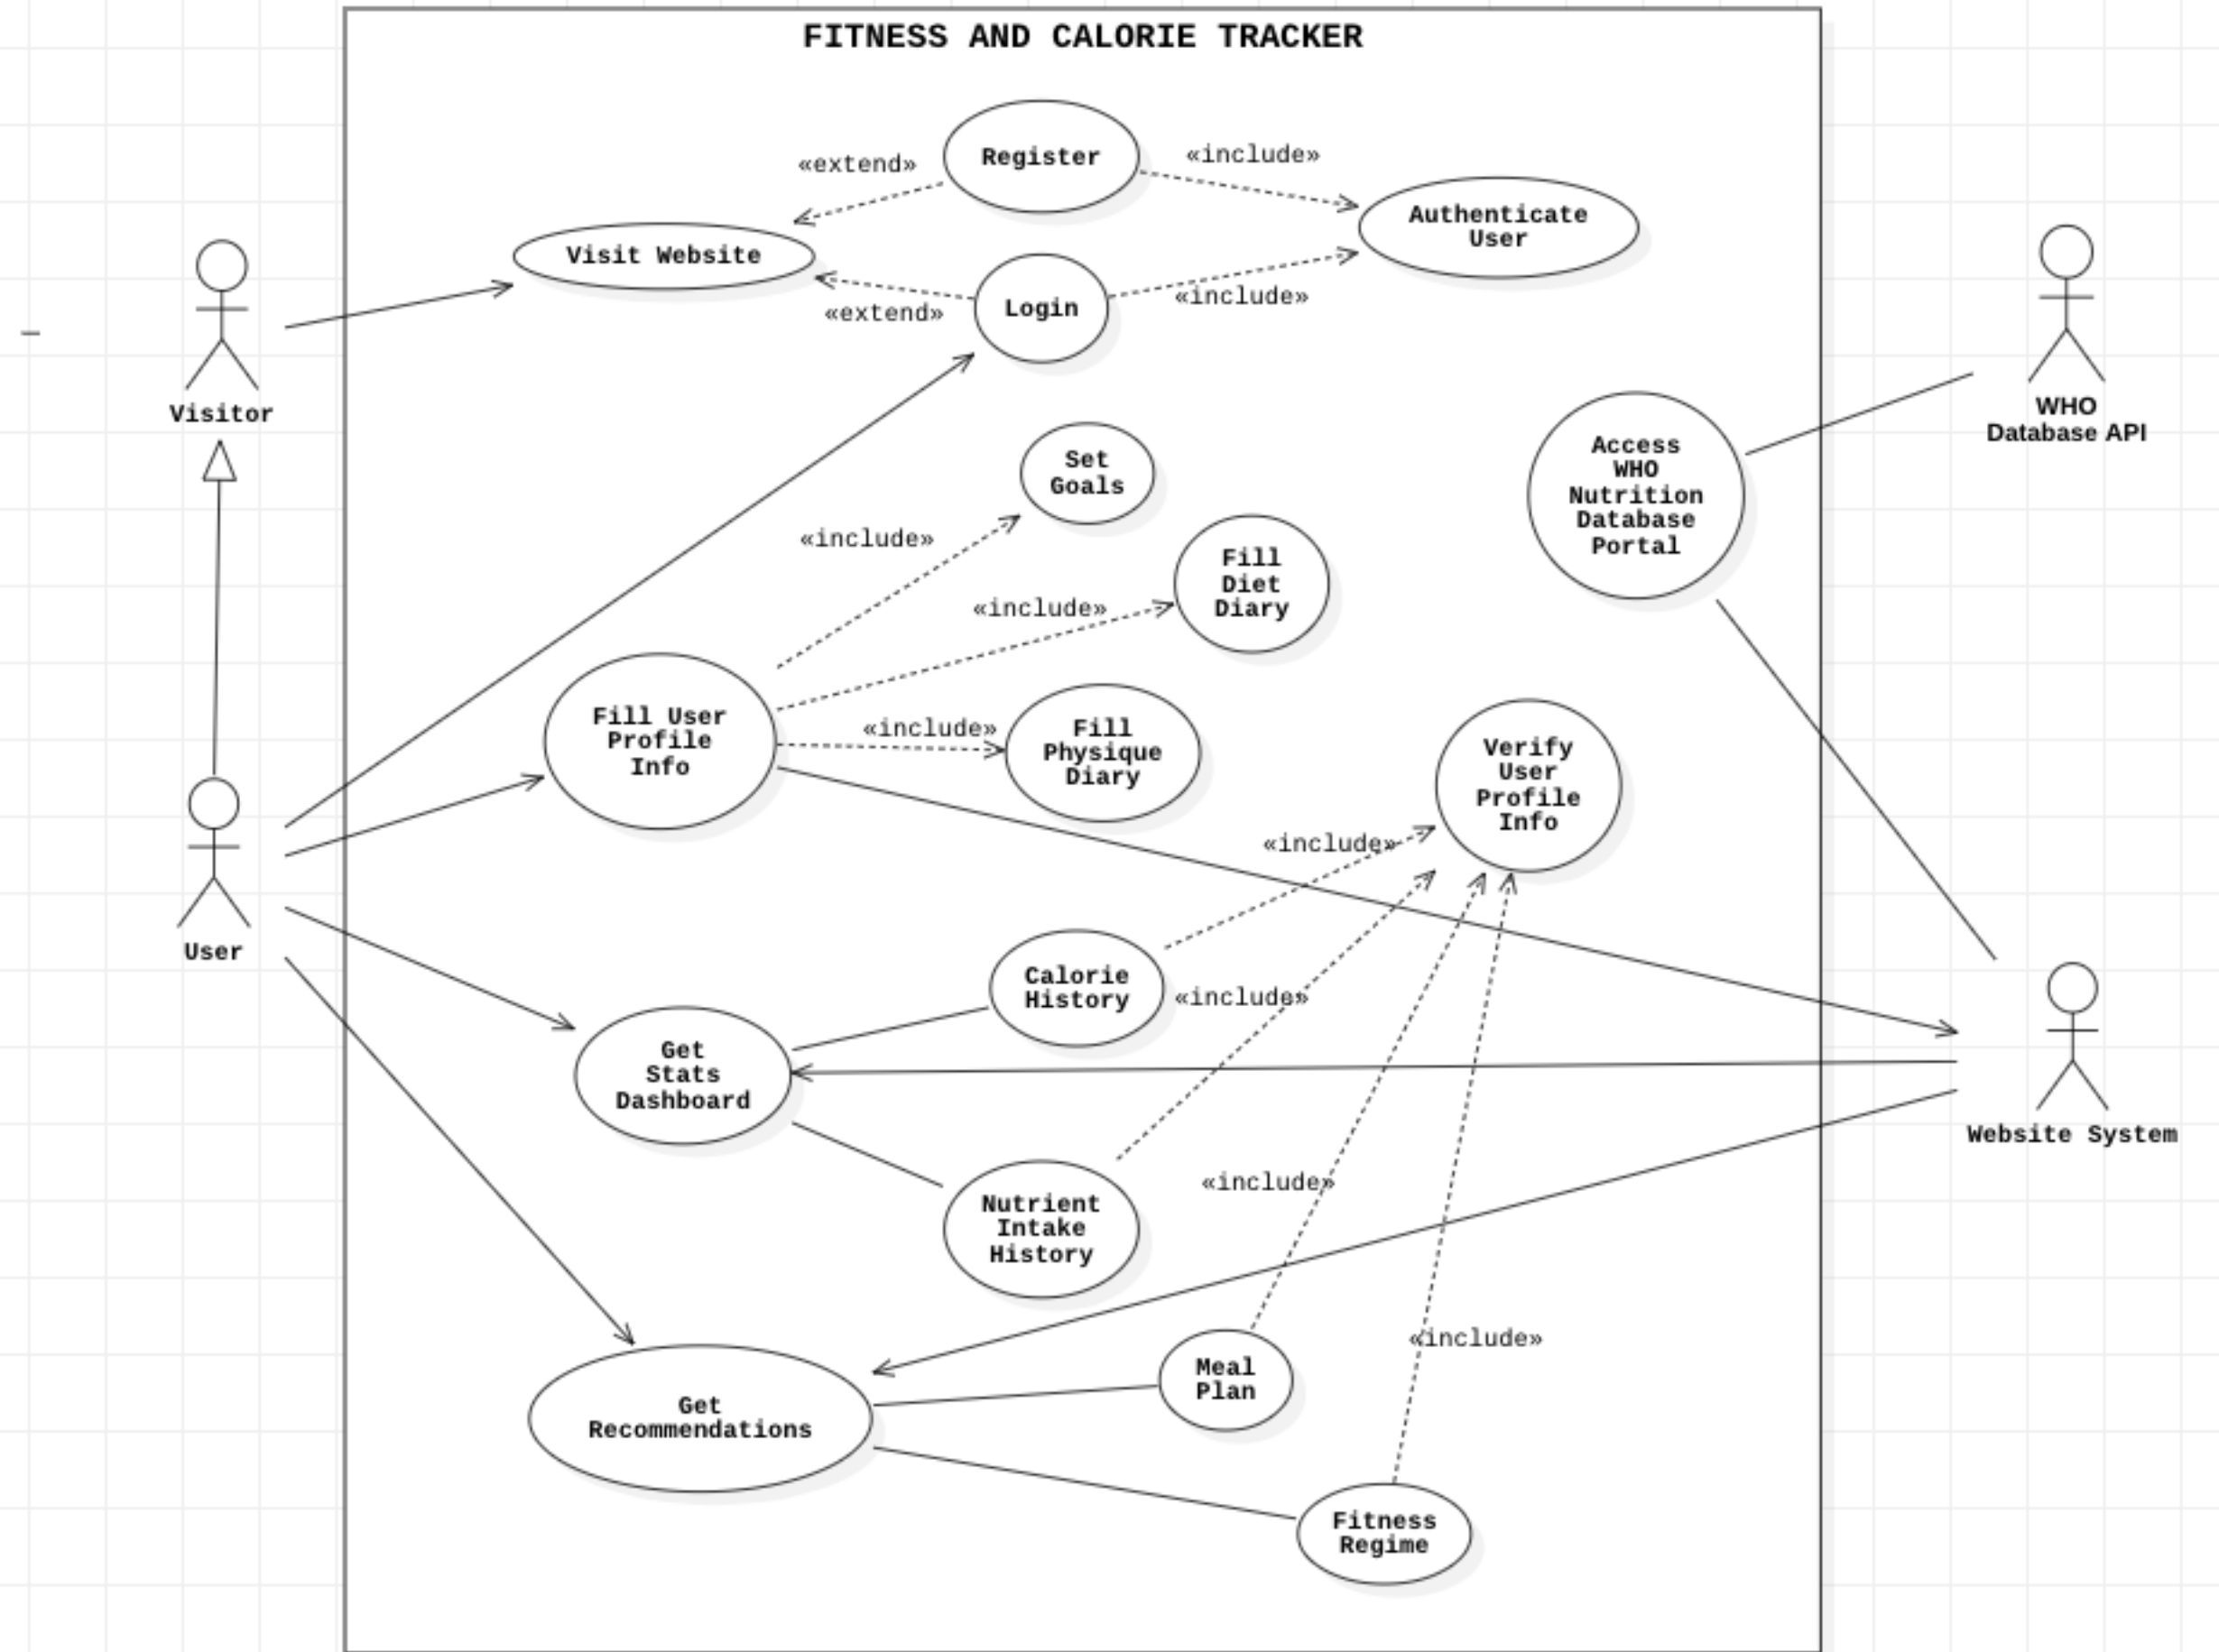 FITNESS AND CALORIE TRACKER
Register
«extend»
«include»
Authenticate
User
Visit Website
Login
«extend»
«include»
Visitor
WHO
Database API
Access
WHO
Nutrition
Database
Portal
Set
Goals
«include»
Fill
Diet
Diary
«include»
Fill User
Profile
Info
«include»
Fill
Physique
Diary
Verify
User
Profile
Info
«include»
User
Calorie
History
«include»
Get
Stats
Dashboard
Website System
Nutrient
Intake
History
«include»
«include»
Meal
Plan
Get
Recommendations
Fitness
Regime